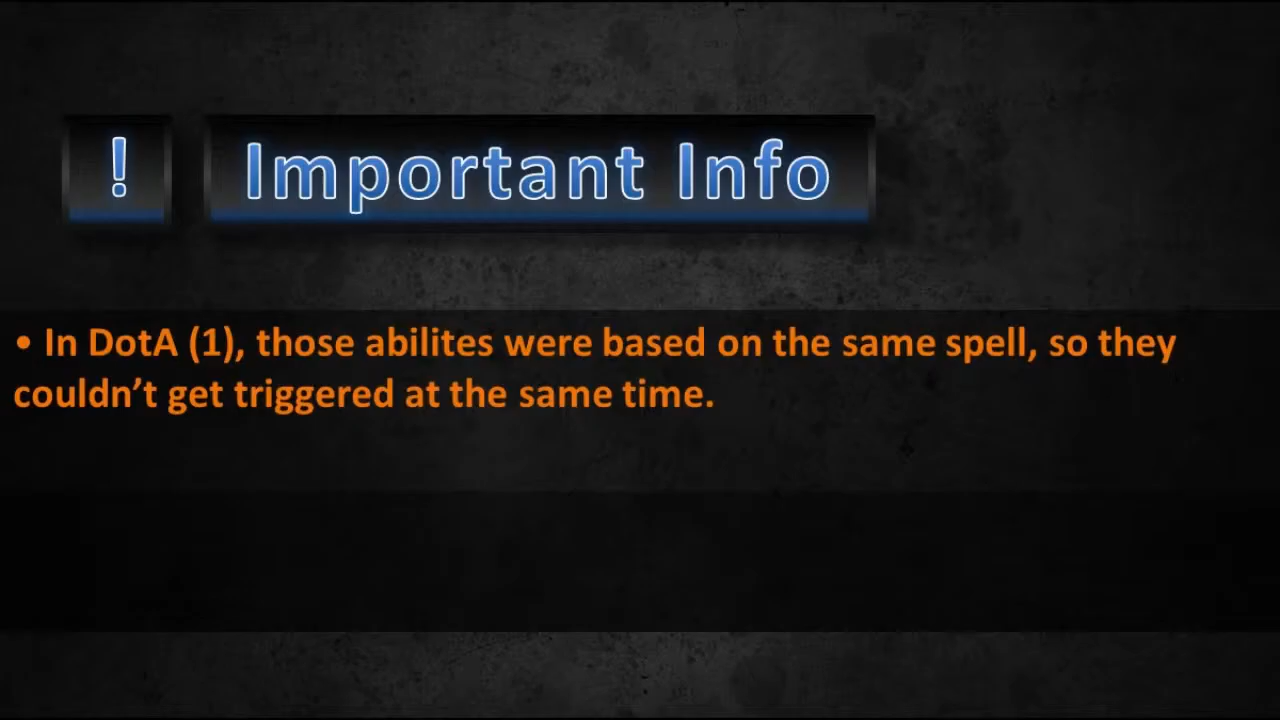 ! Important Info
• In DotA (1), those abilites were based on the same spell, so they
couldn’t get triggered at the same time.